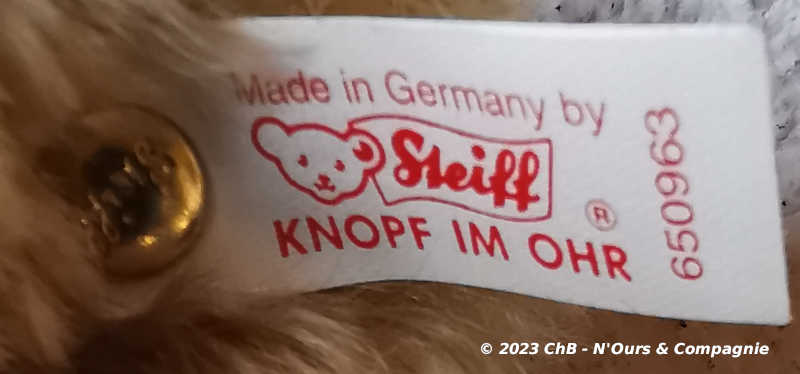 Made in Germany by
Steiff
®
KNOPF IM OHR
650963
© 2023 ChB - N'Ours & Compagnie